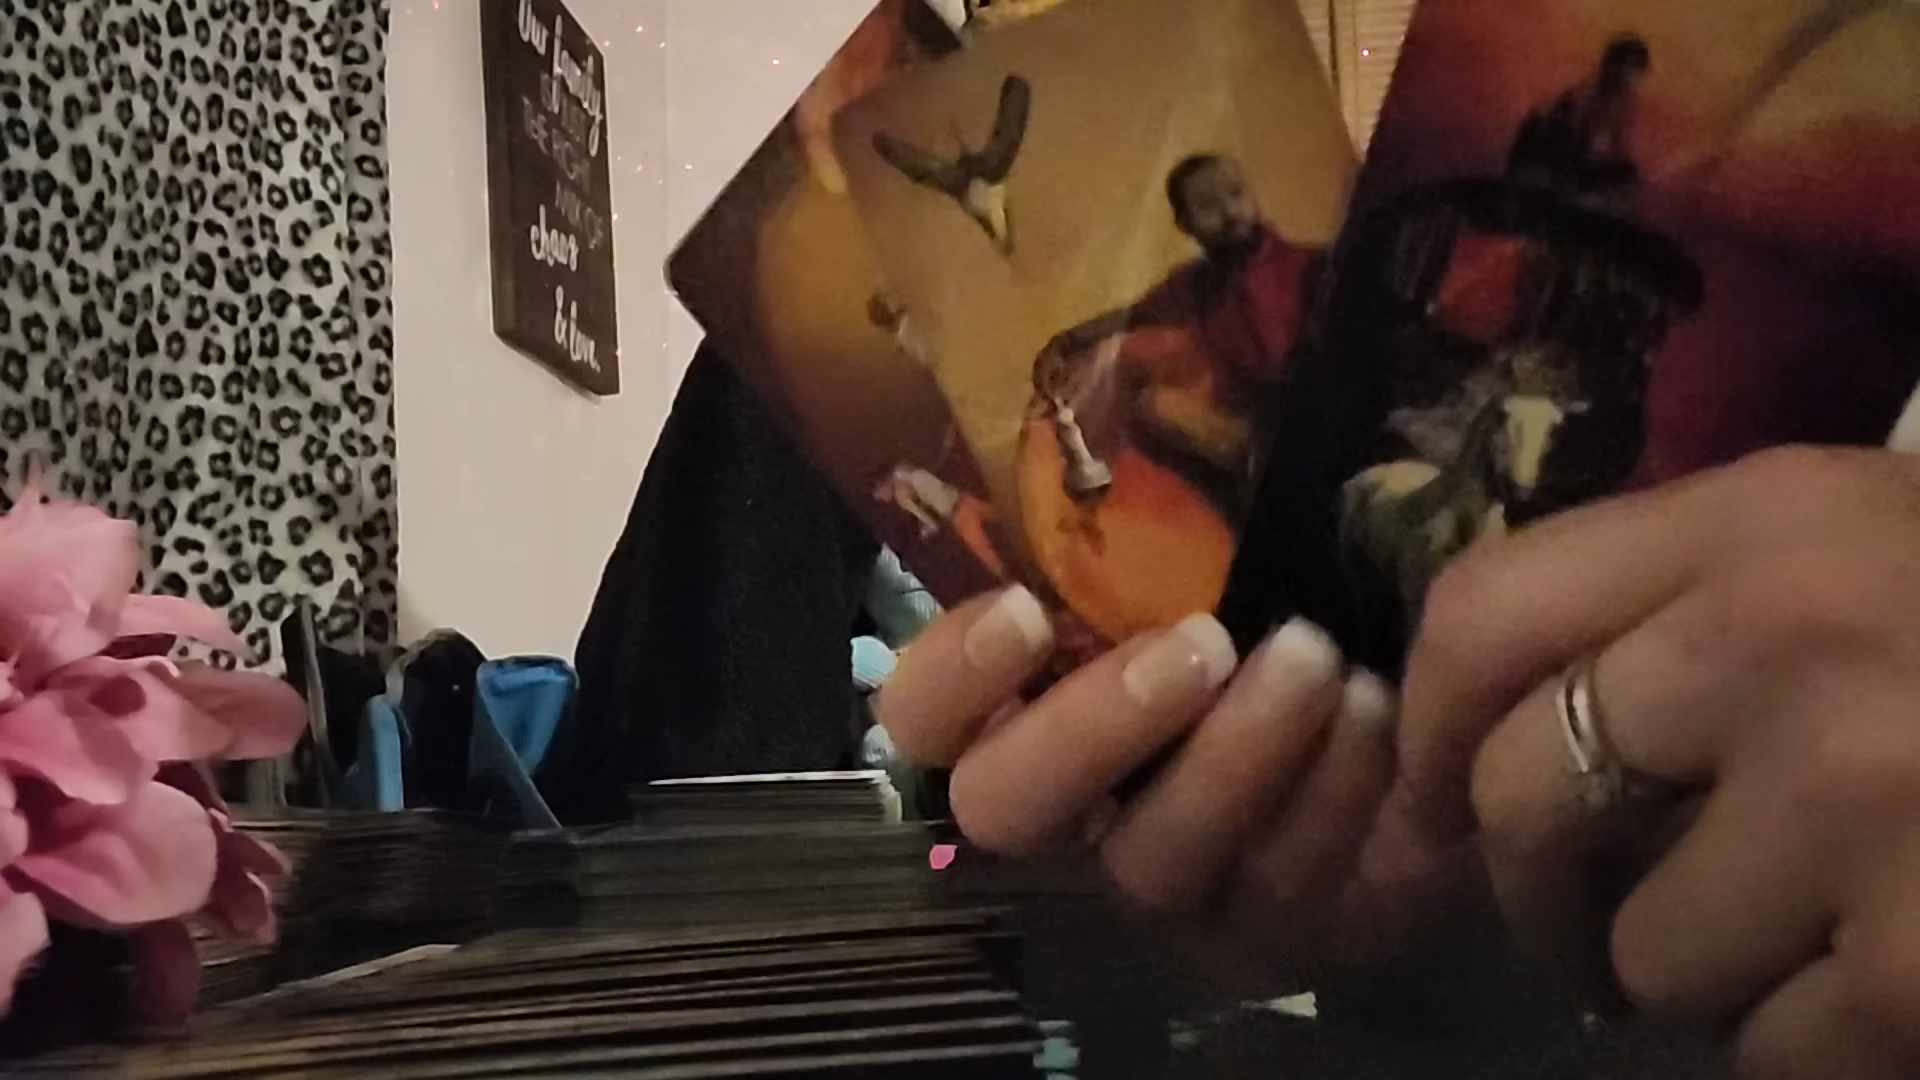 Our family
IS JUST
THE RIGHT
MIX OF
chaos
& love.